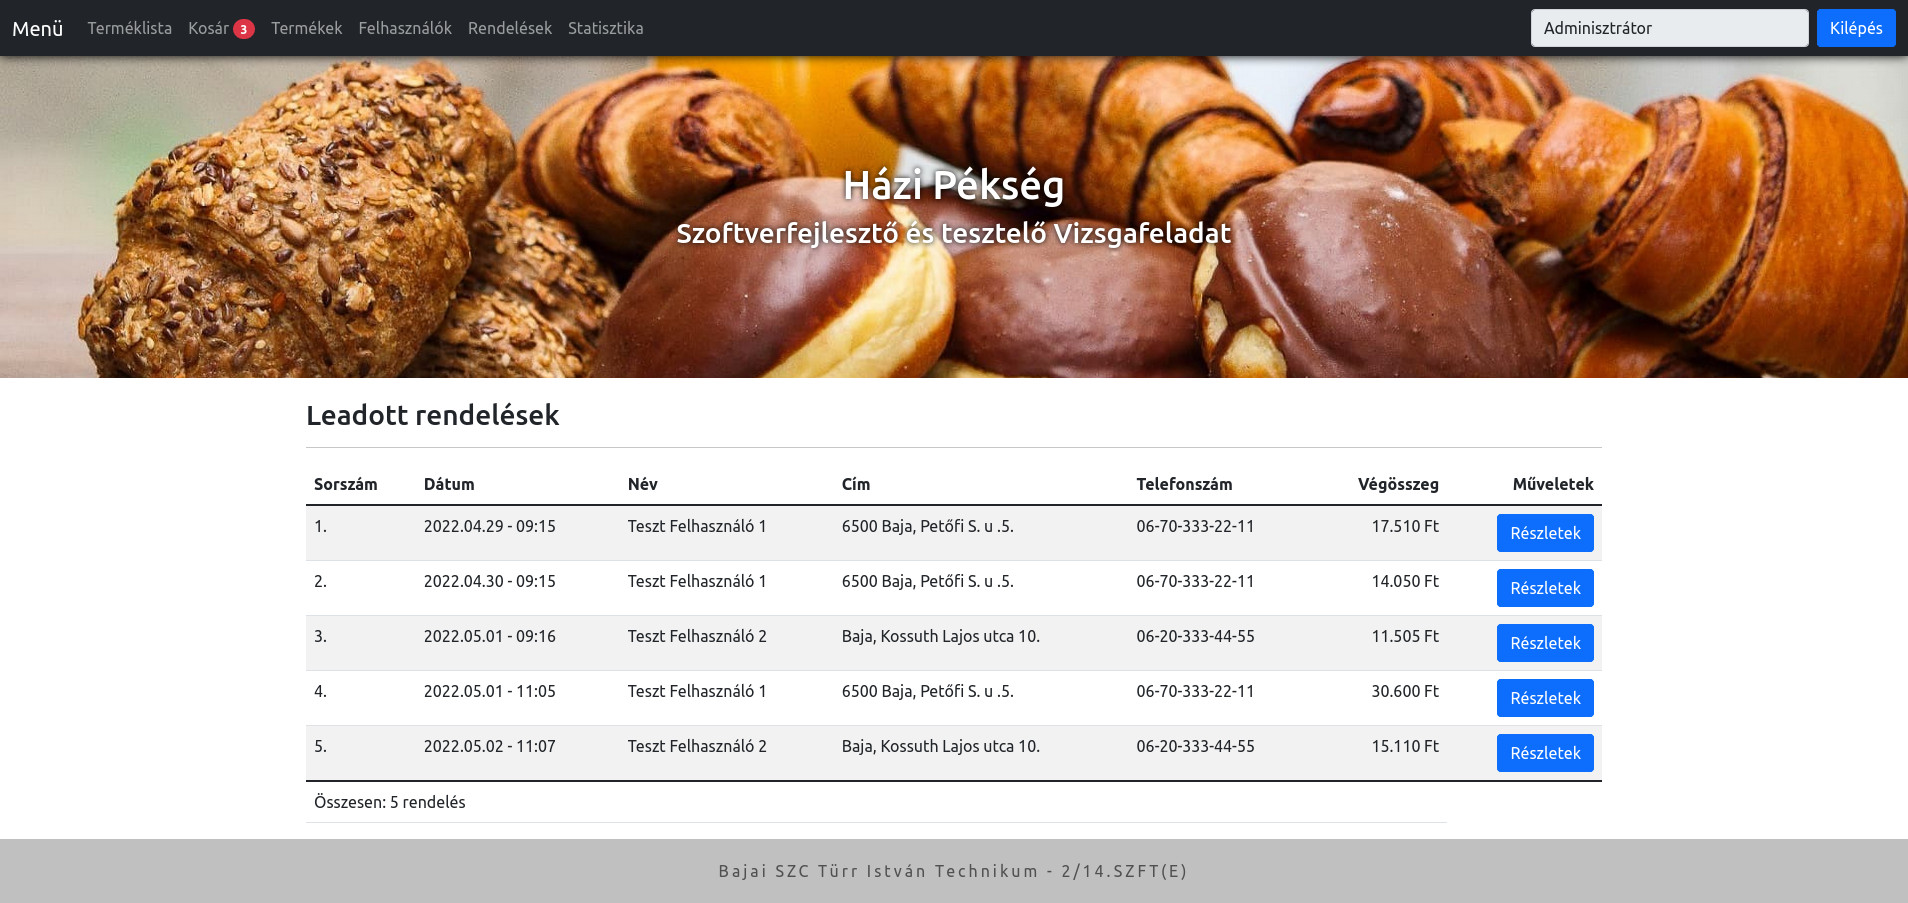 Menü Terméklista Kosár 3 Termékek Felhasználók Rendelések Statisztika Adminisztrátor Kilépés
Házi Pékség
Szoftverfejlesztő és tesztelő Vizsgafeladat
Leadott rendelések
Sorszám Dátum Név Cím Telefonszám Végösszeg Műveletek
1. 2022.04.29 - 09:15 Teszt Felhasználó 1 6500 Baja, Petőfi S. u .5. 06-70-333-22-11 17.510 Ft Részletek
2. 2022.04.30 - 09:15 Teszt Felhasználó 1 6500 Baja, Petőfi S. u .5. 06-70-333-22-11 14.050 Ft Részletek
3. 2022.05.01 - 09:16 Teszt Felhasználó 2 Baja, Kossuth Lajos utca 10. 06-20-333-44-55 11.505 Ft Részletek
4. 2022.05.01 - 11:05 Teszt Felhasználó 1 6500 Baja, Petőfi S. u .5. 06-70-333-22-11 30.600 Ft Részletek
5. 2022.05.02 - 11:07 Teszt Felhasználó 2 Baja, Kossuth Lajos utca 10. 06-20-333-44-55 15.110 Ft Részletek
Összesen: 5 rendelés
Bajai SZC Türr István Technikum - 2/14.SZFT(E)